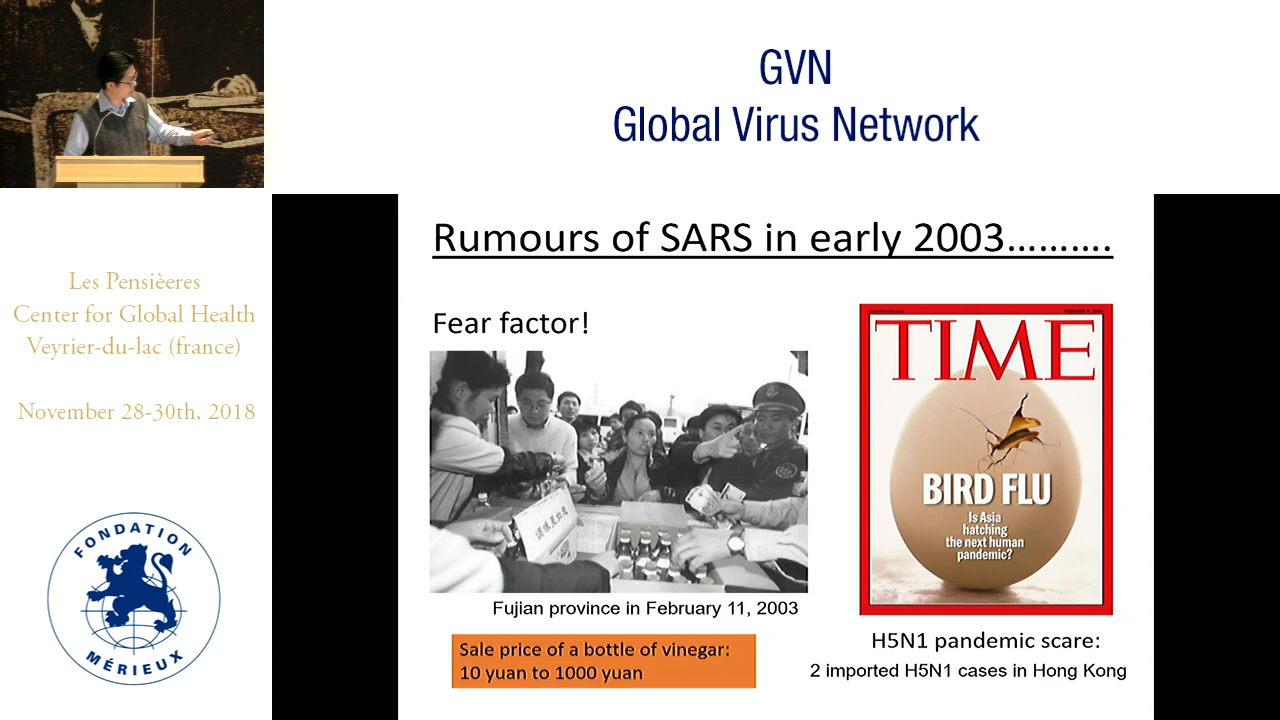 GVN
Global Virus Network
Les Pensièeres
Center for Global Health
Veyrier-du-lac (france)
November 28-30th, 2018
FONDATION
MÉRIEUX
Rumours of SARS in early 2003……….
Fear factor!
Fujian province in February 11, 2003
Sale price of a bottle of vinegar:
10 yuan to 1000 yuan
TIME
BIRD FLU
Is Asia
hatching
the next human
pandemic?
H5N1 pandemic scare:
2 imported H5N1 cases in Hong Kong